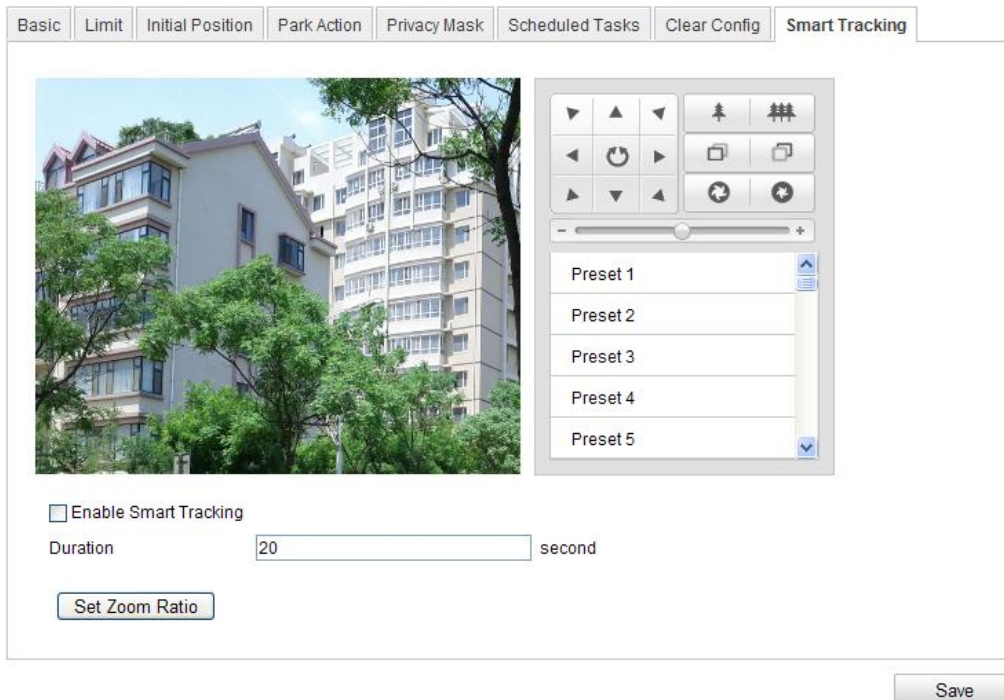 Basic Limit Initial Position Park Action Privacy Mask Scheduled Tasks Clear Config Smart Tracking
- +
Preset 1
Preset 2
Preset 3
Preset 4
Preset 5
Enable Smart Tracking
Duration 20 second
Set Zoom Ratio
Save